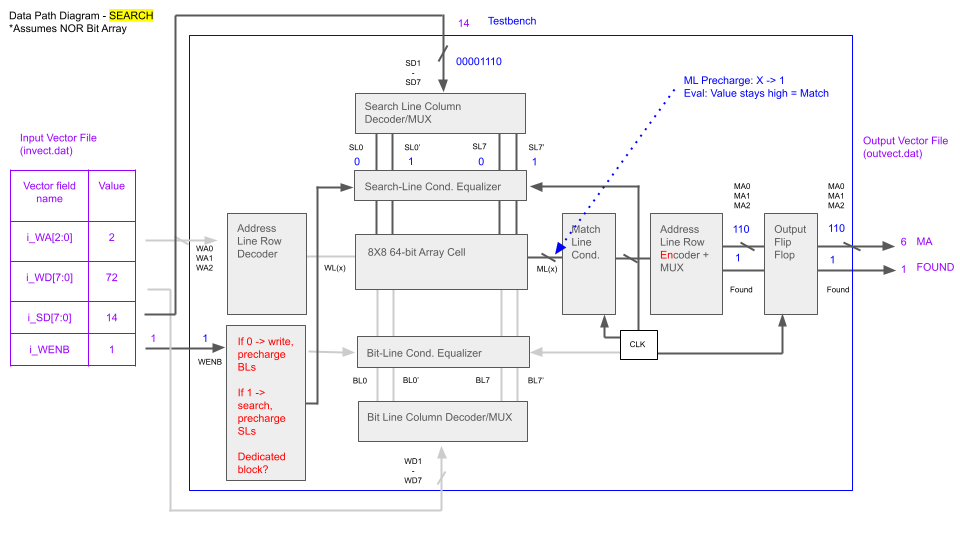 Data Path Diagram - SEARCH
*Assumes NOR Bit Array
14
Testbench
SD1
-
SD7
00001110
ML Precharge: X -> 1
Eval: Value stays high = Match
Search Line Column
Decoder/MUX
Input Vector File
(invect.dat)
Output Vector File
(outvect.dat)
SL0
SL0'
SL7
SL7'
0
1
0
1
Vector field
name
Value
i_WA[2:0]
2
i_WD[7:0]
72
i_SD[7:0]
14
i_WENB
1
Search-Line Cond. Equalizer
MA0
MA1
MA2
MA0
MA1
MA2
WA0
WA1
WA2
Address
Line Row
Decoder
WL(x)
8X8 64-bit Array Cell
ML(x)
Match
Line
Cond.
Address
Line Row
Encoder +
MUX
110
1
Found
Output
Flip
Flop
110
1
Found
6 MA
1 FOUND
1
1
WENB
If 0 -> write,
precharge
BLs
If 1 ->
search,
precharge
SLs
Dedicated
block?
Bit-Line Cond. Equalizer
CLK
BL0
BL0'
BL7
BL7'
Bit Line Column Decoder/MUX
WD1
-
WD7